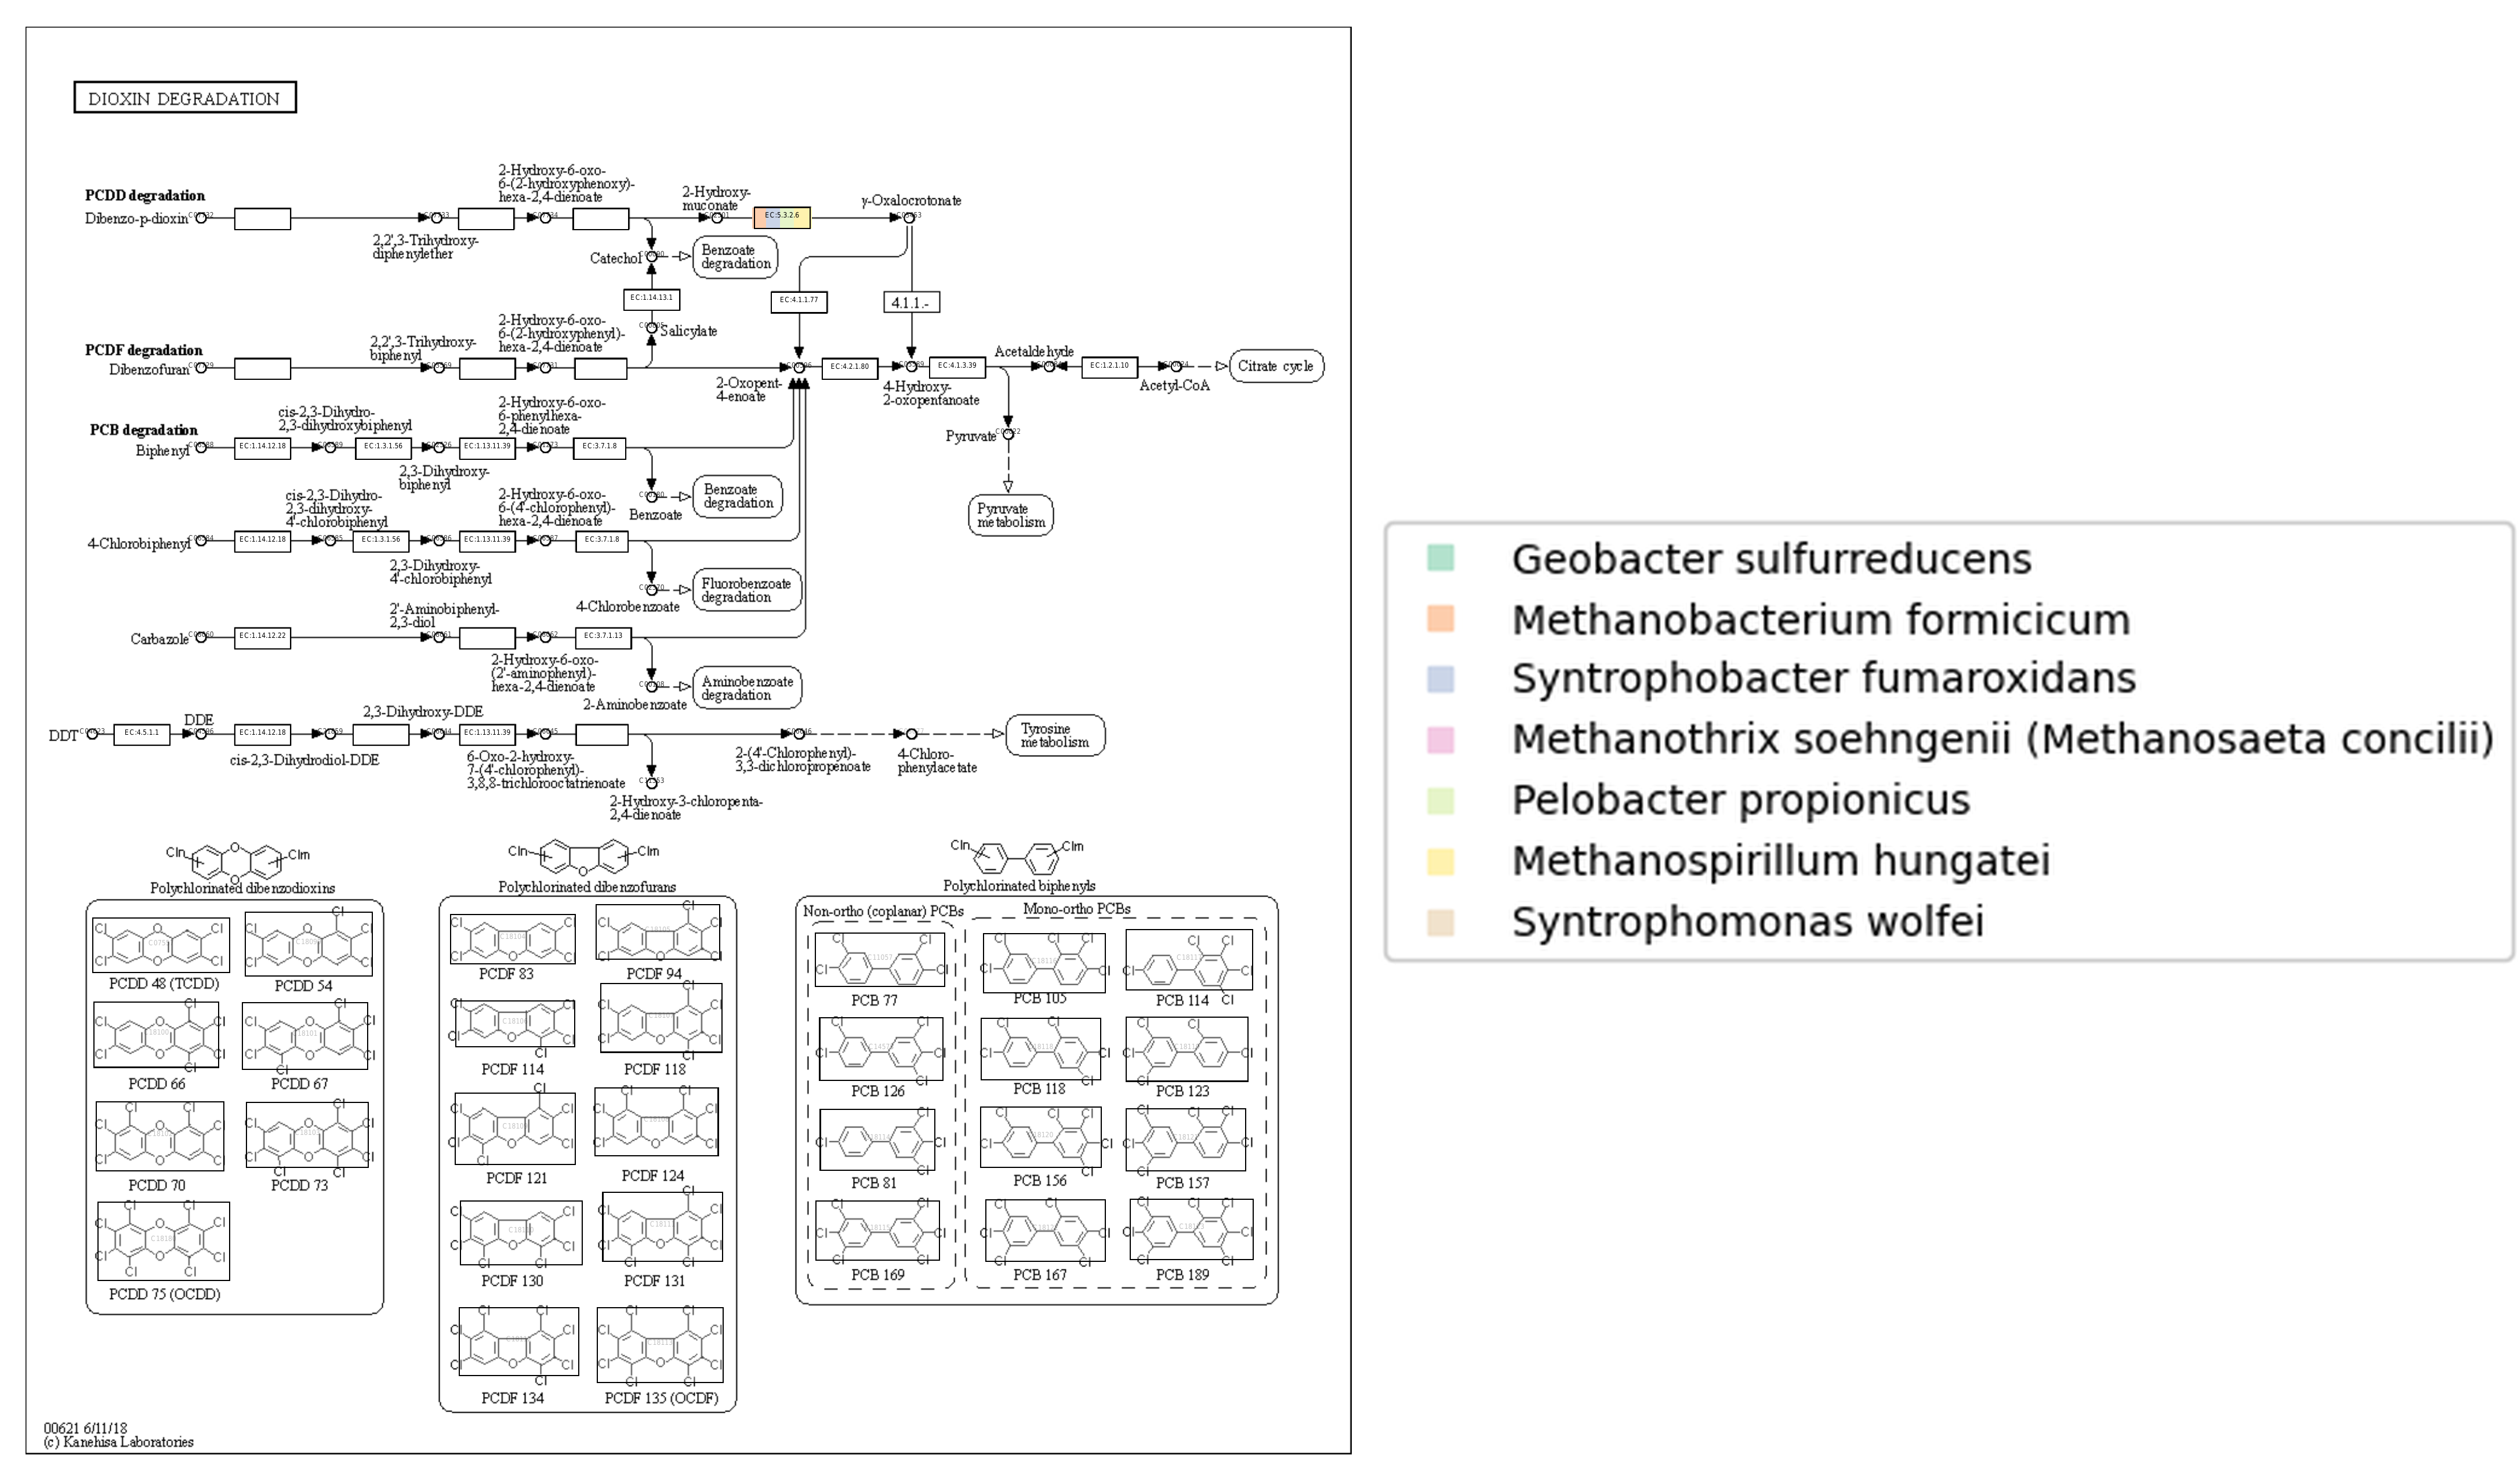 DIOXIN DEGRADATION
PCDD degradation
Dibenzo-p-dioxin
2,2',3-Trihydroxy-
diphenylether
2-Hydroxy-6-oxo-
6-(2-hydroxyphenoxy)-
hexa-2,4-dienoate
2-Hydroxy-
muconate
EC:5.3.2.6
γ-Oxalocrotonate
Catechol
Benzoate
degradation
EC:1.14.13.1
EC:4.1.1.77
4.1.1.-
Salicylate
PCDF degradation
Dibenzofuran
2,2',3-Trihydroxy-
biphenyl
2-Hydroxy-6-oxo-
6-(2-hydroxyphenyl)-
hexa-2,4-dienoate
2-Oxopent-
4-enoate
EC:4.2.1.80
4-Hydroxy-
2-oxopentanoate
EC:4.1.3.39
Acetaldehyde
EC:1.2.1.10
Acetyl-CoA
Citrate cycle
Pyruvate
Pyruvate
metabolism
PCB degradation
Biphenyl
EC:1.14.12.18
cis-2,3-Dihydro-
2,3-dihydroxybiphenyl
EC:1.3.1.56
2,3-Dihydroxy-
biphenyl
EC:1.13.11.39
2-Hydroxy-6-oxo-
6-phenylhexa-
2,4-dienoate
EC:3.7.1.8
Benzoate
Benzoate
degradation
4-Chlorobiphenyl
EC:1.14.12.18
cis-2,3-Dihydro-
2,3-dihydroxy-
4'-chlorobiphenyl
EC:1.3.1.56
2,3-Dihydroxy-
4'-chlorobiphenyl
EC:1.13.11.39
2-Hydroxy-6-oxo-
6-(4'-chlorophenyl)-
hexa-2,4-dienoate
EC:3.7.1.8
4-Chlorobenzoate
Fluorobenzoate
degradation
Carbazole
EC:1.14.12.22
2'-Aminobiphenyl-
2,3-diol
2-Hydroxy-6-oxo-
(2'-aminophenyl)-
hexa-2,4-dienoate
EC:3.7.1.13
2-Aminobenzoate
Aminobenzoate
degradation
DDT
EC:4.5.1.1
DDE
EC:1.14.12.18
cis-2,3-Dihydrodiol-DDE
2,3-Dihydroxy-DDE
EC:1.13.11.39
6-Oxo-2-hydroxy-
7-(4'-chlorophenyl)-
3,8,8-trichlorooctatrienoate
2-Hydroxy-3-chloropenta-
2,4-dienoate
2-(4'-Chlorophenyl)-
3,3-dichloropropenoate
4-Chloro-
phenylacetate
Tyrosine
metabolism
Cln
Clm
Polychlorinated dibenzodioxins
PCDD 48 (TCDD)
PCDD 54
PCDD 66
PCDD 67
PCDD 70
PCDD 73
PCDD 75 (OCDD)
Cln
Clm
Polychlorinated dibenzofurans
PCDF 83
PCDF 94
PCDF 114
PCDF 118
PCDF 121
PCDF 124
PCDF 130
PCDF 131
PCDF 134
PCDF 135 (OCDF)
Cln
Clm
Polychlorinated biphenyls
Non-ortho (coplanar) PCBs
Mono-ortho PCBs
PCB 77
PCB 105
PCB 114
PCB 126
PCB 118
PCB 123
PCB 81
PCB 156
PCB 157
PCB 169
PCB 167
PCB 189
00621 6/11/18
(c) Kanehisa Laboratories
Geobacter sulfurreducens
Methanobacterium formicicum
Syntrophobacter fumaroxidans
Methanothrix soehngenii (Methanosaeta concilii)
Pelobacter propionicus
Methanospirillum hungatei
Syntrophomonas wolfei